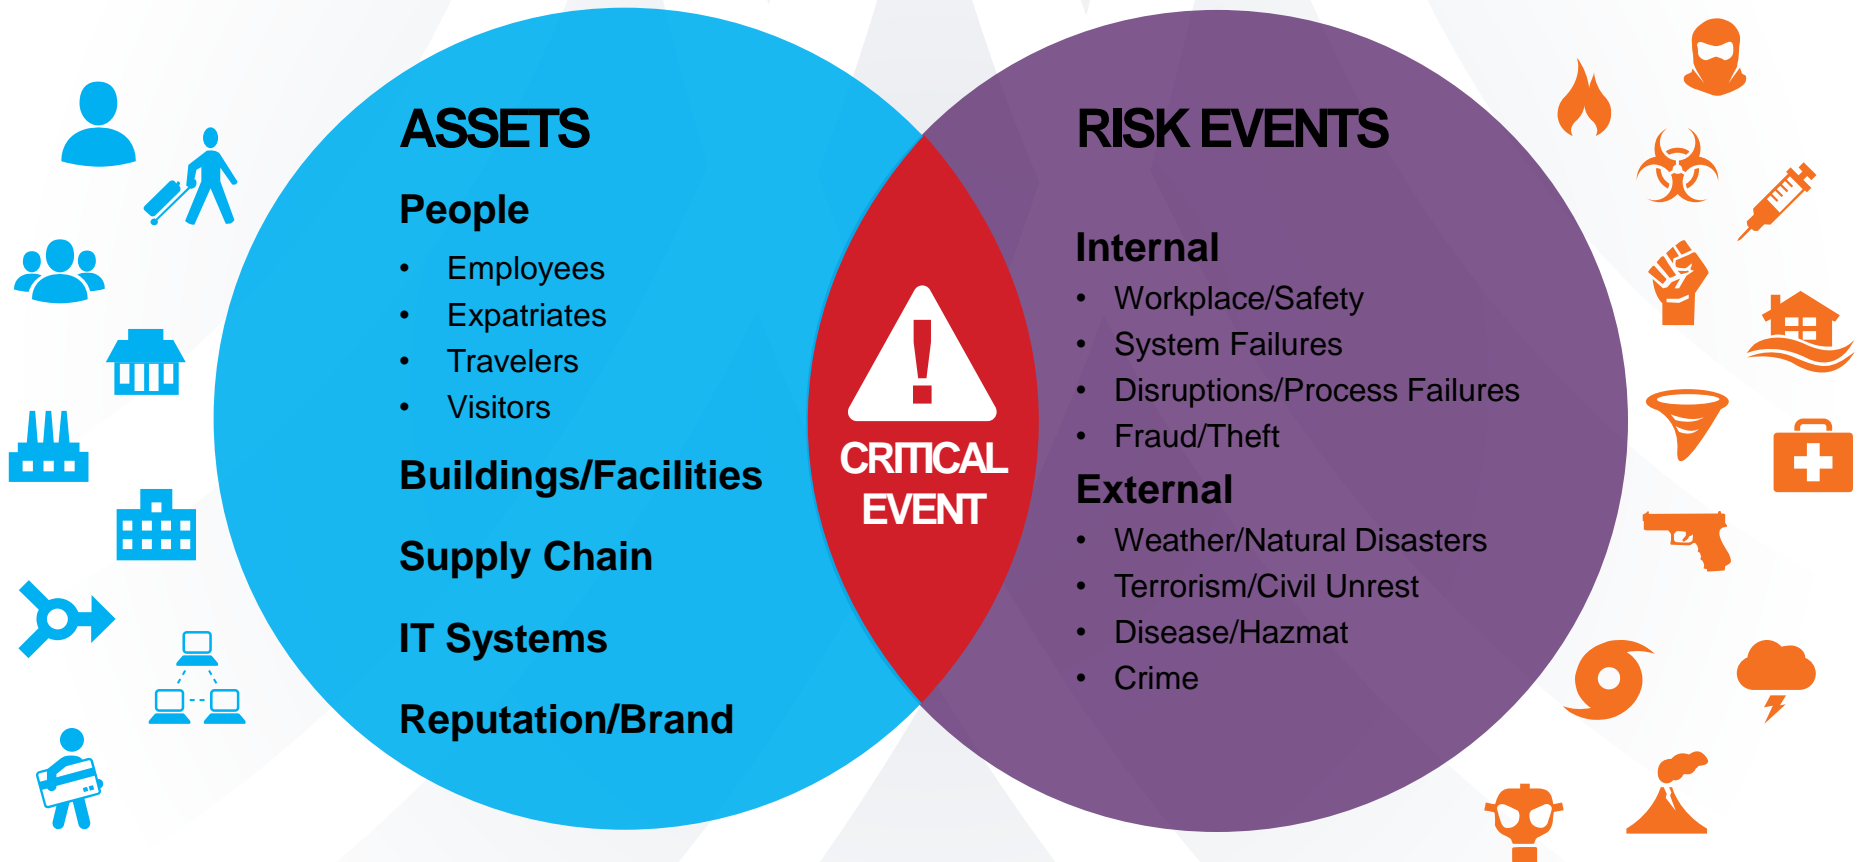 ASSETS
People
• Employees
• Expatriates
• Travelers
• Visitors
Buildings/Facilities
Supply Chain
IT Systems
Reputation/Brand
!
CRITICAL
EVENT
RISK EVENTS
Internal
• Workplace/Safety
• System Failures
• Disruptions/Process Failures
• Fraud/Theft
External
• Weather/Natural Disasters
• Terrorism/Civil Unrest
• Disease/Hazmat
• Crime